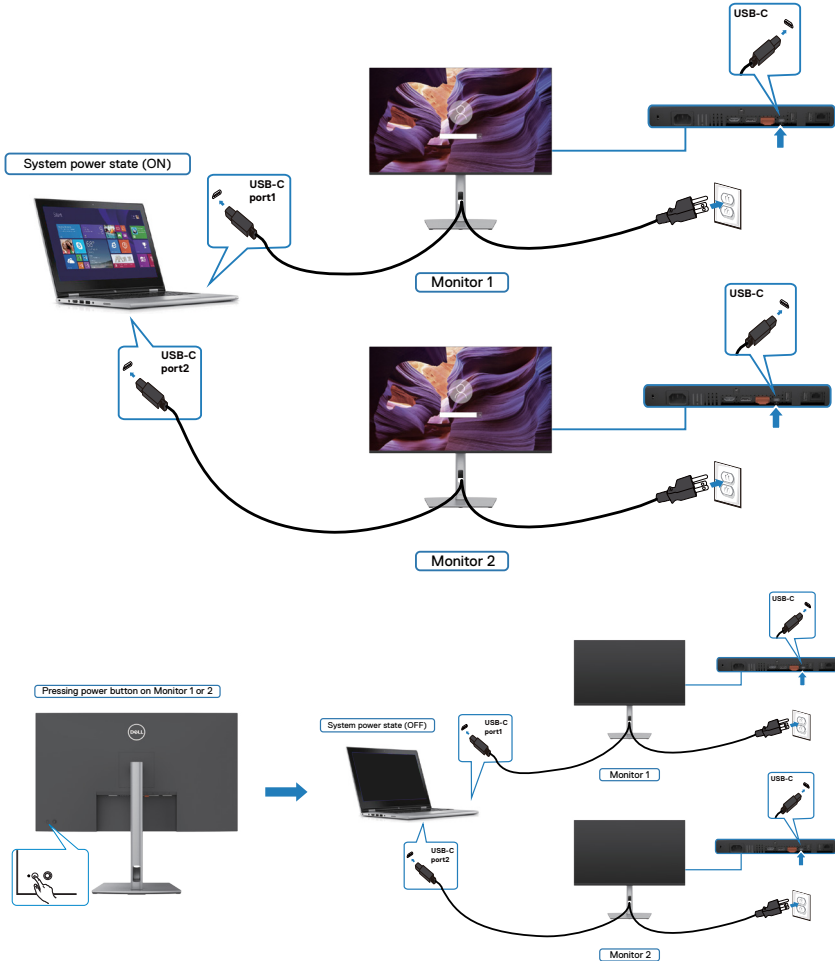 USB-C
System power state (ON)
USB-C
port1
Monitor 1
USB-C
USB-C
port2
Monitor 2
USB-C
Pressing power button on Monitor 1 or 2
DELL
System power state (OFF)
USB-C
port1
Monitor 1
USB-C
USB-C
port2
Monitor 2